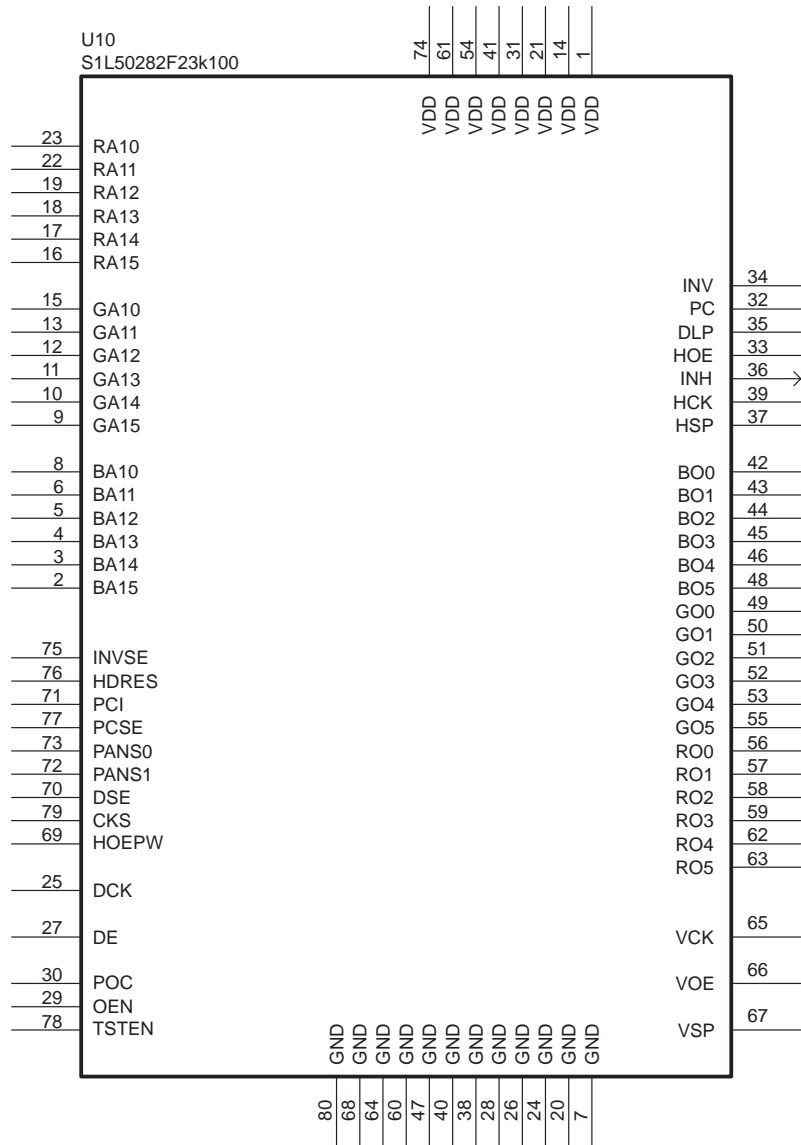 U10
S1L50282F23k100
74 61 54 41 31 21 14 1
VDD VDD VDD VDD VDD VDD VDD VDD
23 RA10
22 RA11
19 RA12
18 RA13
17 RA14
16 RA15
INV 34
15 GA10 PC 32
13 GA11 DLP 35
12 GA12 HOE 33
11 GA13 INH 36
10 GA14 HCK 39
9 GA15 HSP 37
8 BA10 BO0 42
6 BA11 BO1 43
5 BA12 BO2 44
4 BA13 BO3 45
3 BA14 BO4 46
2 BA15 BO5 48
GO0 49
GO1 50
75 INVSE GO2 51
76 HDRES GO3 52
71 PCI GO4 53
77 PCSE GO5 55
73 PANS0 RO0 56
72 PANS1 RO1 57
70 DSE RO2 58
79 CKS RO3 59
69 HOEPW RO4 62
RO5 63
25 DCK
27 DE VCK 65
30 POC VOE 66
29 OEN
78 TSTEN VSP 67
GND GND GND GND GND GND GND GND GND GND GND GND
80 68 64 60 47 40 38 28 26 24 20 7